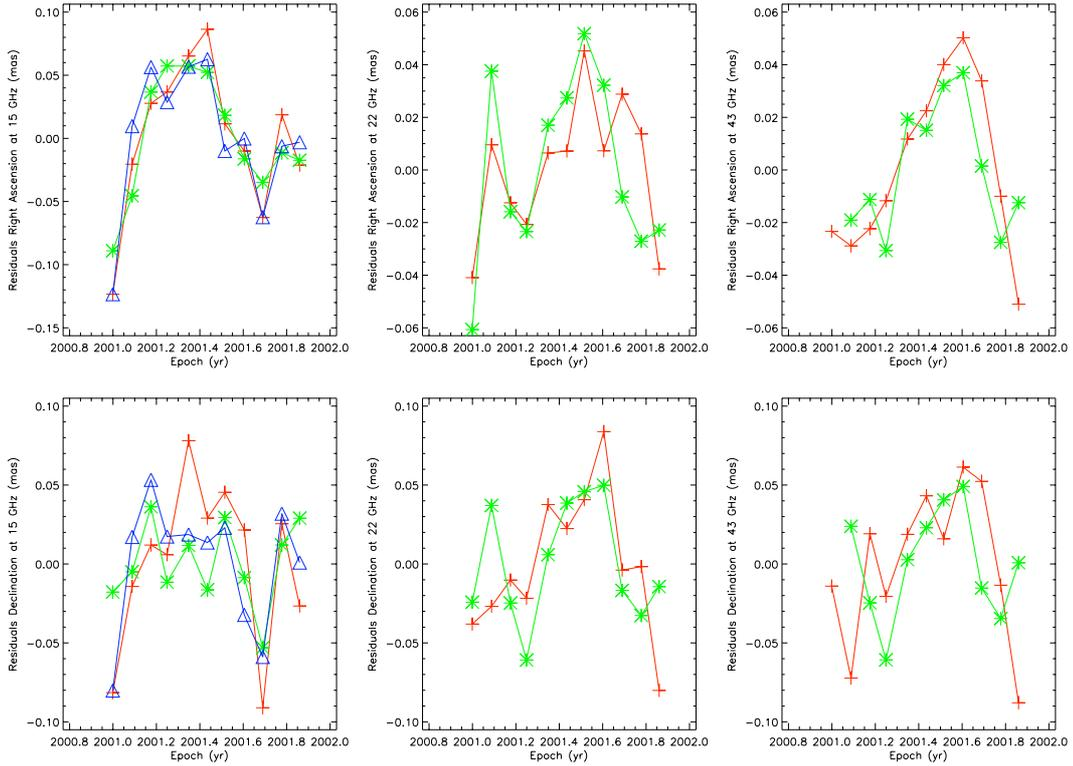 Residuals Right Ascension at 15 GHz (mas)
0.10
0.05
0.00
−0.05
−0.10
−0.15
2000.8 2001.0 2001.2 2001.4 2001.6 2001.8 2002.0
Epoch (yr)
Residuals Right Ascension at 22 GHz (mas)
0.06
0.04
0.02
0.00
−0.02
−0.04
−0.06
2000.8 2001.0 2001.2 2001.4 2001.6 2001.8 2002.0
Epoch (yr)
Residuals Right Ascension at 43 GHz (mas)
0.06
0.04
0.02
0.00
−0.02
−0.04
−0.06
2000.8 2001.0 2001.2 2001.4 2001.6 2001.8 2002.0
Epoch (yr)
Residuals Declination at 15 GHz (mas)
0.10
0.05
0.00
−0.05
−0.10
2000.8 2001.0 2001.2 2001.4 2001.6 2001.8 2002.0
Epoch (yr)
Residuals Declination at 22 GHz (mas)
0.10
0.05
0.00
−0.05
−0.10
2000.8 2001.0 2001.2 2001.4 2001.6 2001.8 2002.0
Epoch (yr)
Residuals Declination at 43 GHz (mas)
0.10
0.05
0.00
−0.05
−0.10
2000.8 2001.0 2001.2 2001.4 2001.6 2001.8 2002.0
Epoch (yr)